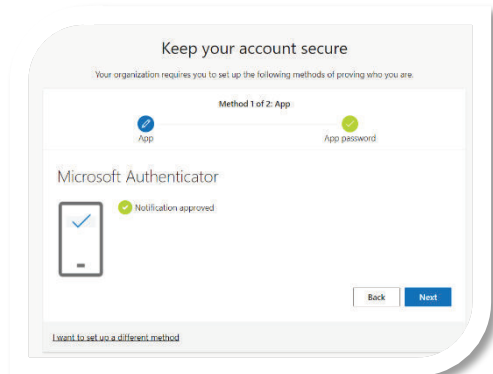 Keep your account secure
Your organization requires you to set up the following methods of proving who you are.
Method 1 of 2: App
App
App password
Microsoft Authenticator
Notification approved
Back
Next
I want to set up a different method